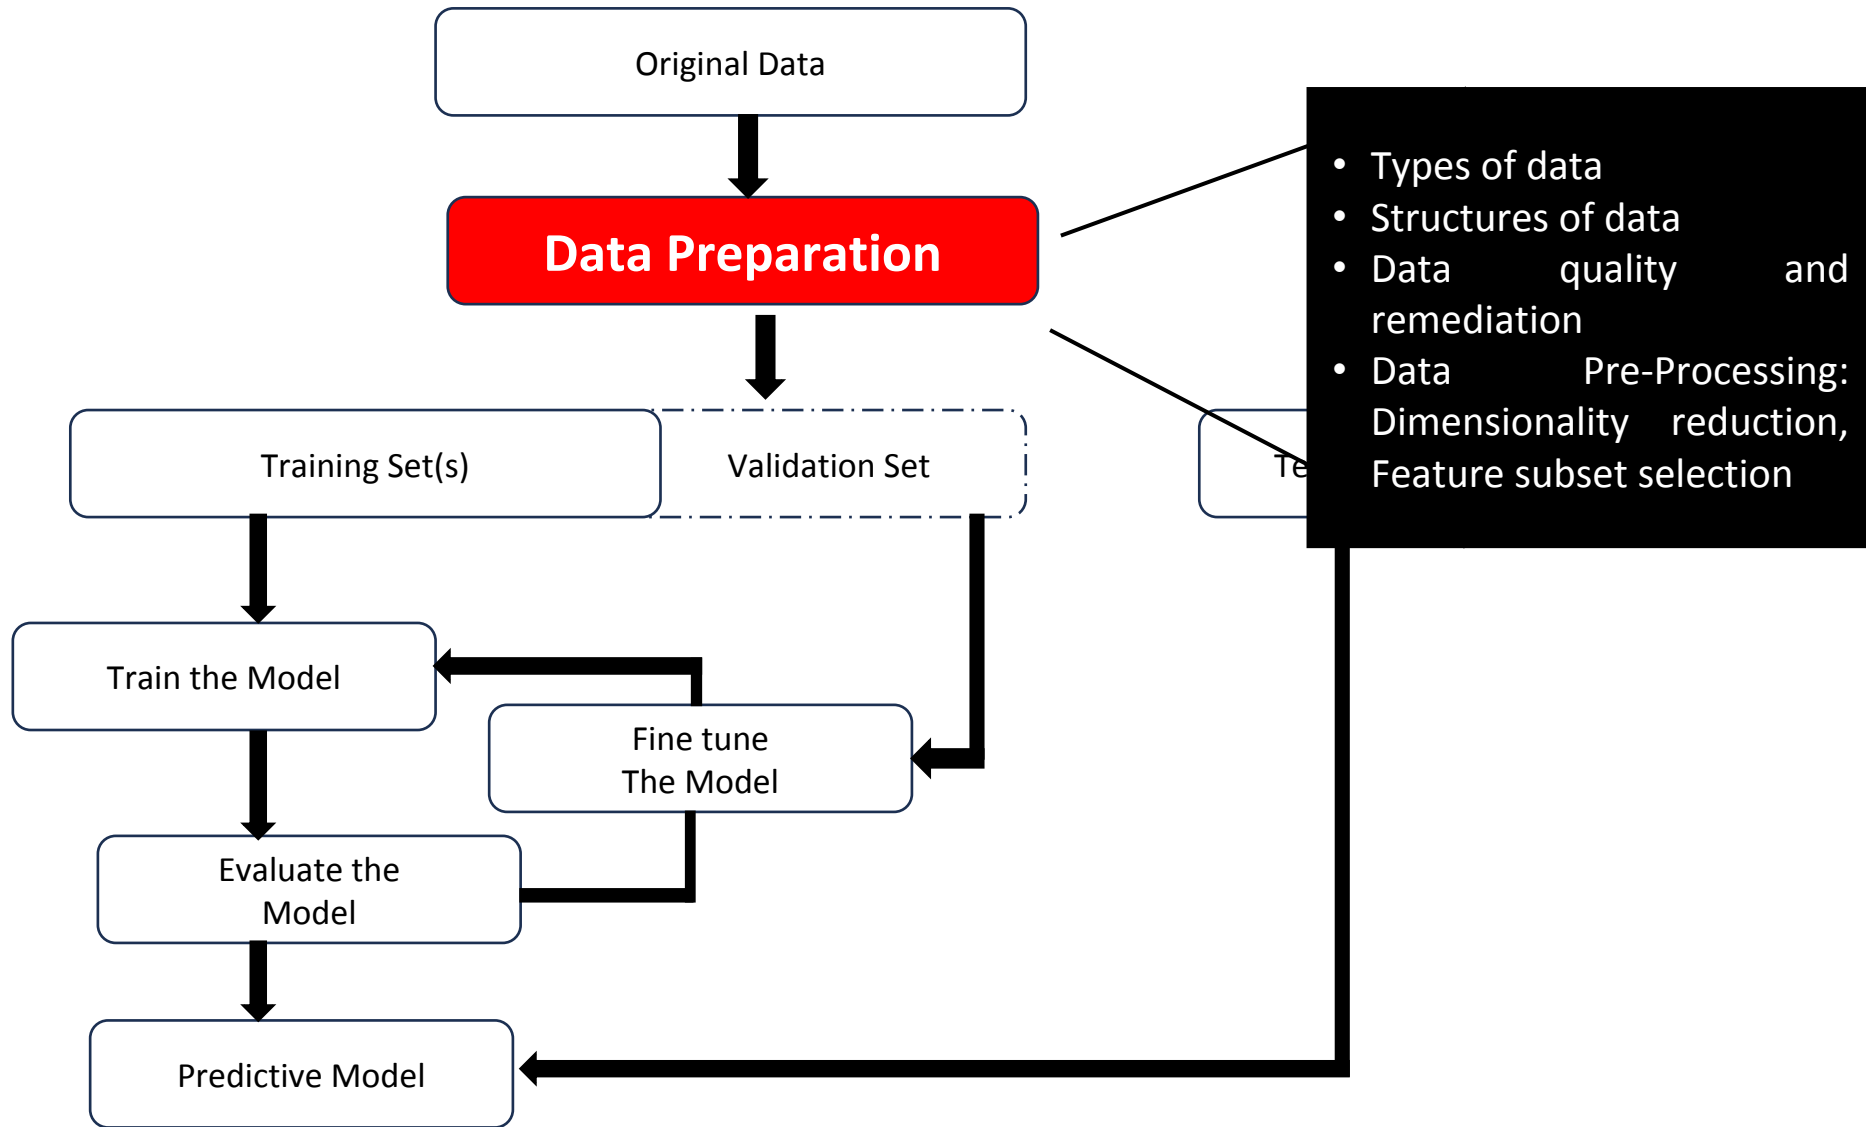 Original Data
Data Preparation
• Types of data
• Structures of data
• Data quality and
remediation
• Data Pre-Processing:
Dimensionality reduction,
Feature subset selection
Training Set(s)
Validation Set
Train the Model
Fine tune
The Model
Evaluate the
Model
Predictive Model